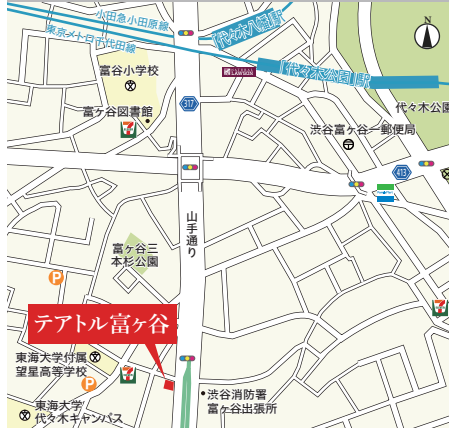 小田急小田原線
東京メトロ千代田線
「代々木八幡」駅
N
富谷小学校
LAWSON
「代々木公園」駅
317
富ヶ谷図書館
7
代々木公園
渋谷富ヶ谷一郵便局
413
山手通り
富ヶ谷三
本杉公園
P
7
テアトル富ヶ谷
東海大学付属
望星高等学校
P
7
渋谷消防署
富ヶ谷出張所
東海大学
代々木キャンパス